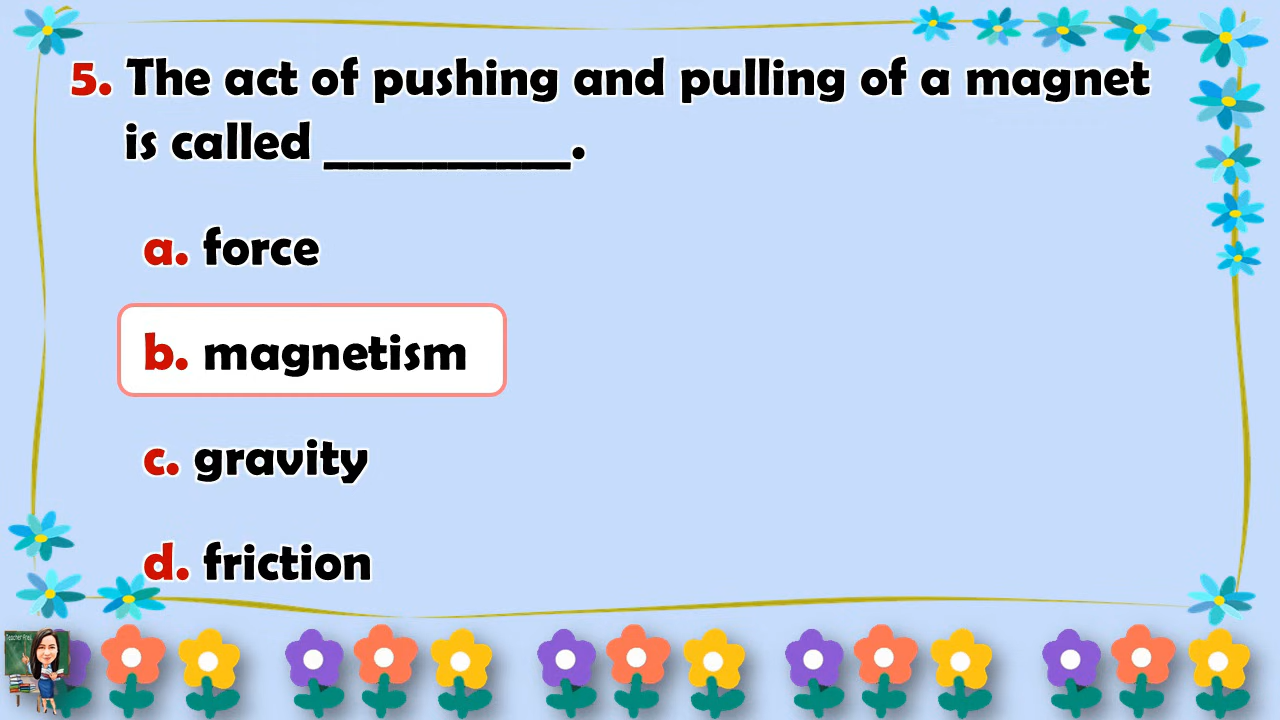 5. The act of pushing and pulling of a magnet
is called __________.
a. force
b. magnetism
c. gravity
d. friction